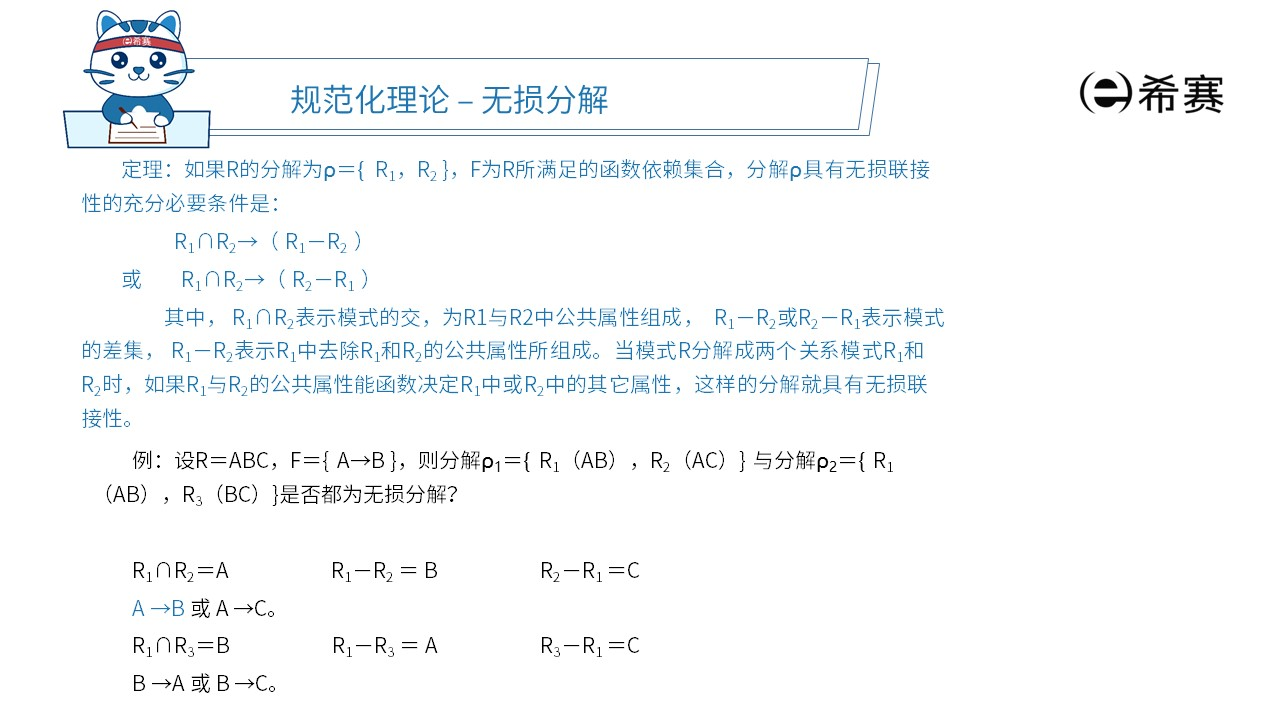 规范化理论 – 无损分解
希赛
希赛
定理：如果R的分解为ρ＝{ R₁，R₂ }，F为R所满足的函数依赖集合，分解ρ具有无损联接
性的充分必要条件是：
R₁∩R₂→（ R₁－R₂ ）
或 R₁∩R₂→（ R₂－R₁ ）
其中， R₁∩R₂表示模式的交，为R1与R2中公共属性组成， R₁－R₂或R₂－R₁表示模式
的差集， R₁－R₂表示R₁中去除R₁和R₂的公共属性所组成。当模式R分解成两个关系模式R₁和
R₂时，如果R₁与R₂的公共属性能函数决定R₁中或R₂中的其它属性，这样的分解就具有无损联
接性。
例：设R＝ABC，F＝{ A→B }，则分解ρ₁＝{ R₁（AB），R₂（AC）} 与分解ρ₂＝{ R₁
（AB），R₃（BC）}是否都为无损分解？
R₁∩R₂＝A R₁－R₂ ＝ B R₂－R₁ ＝C
A →B 或 A →C。
R₁∩R₃＝B R₁－R₃ ＝ A R₃－R₁ ＝C
B →A 或 B →C。